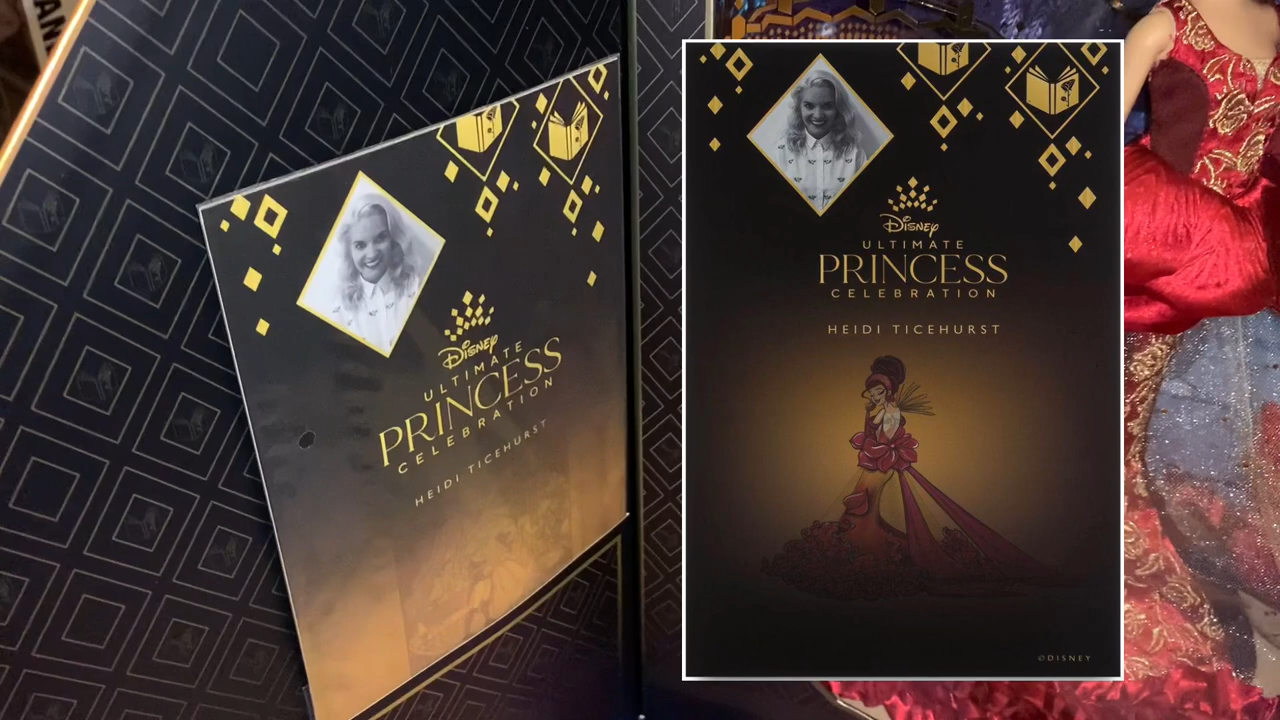 Disney
ULTIMATE
PRINCESS
CELEBRATION
HEIDI TICEHURST
Disney
ULTIMATE
PRINCESS
CELEBRATION
HEIDI TICEHURST
©DISNEY